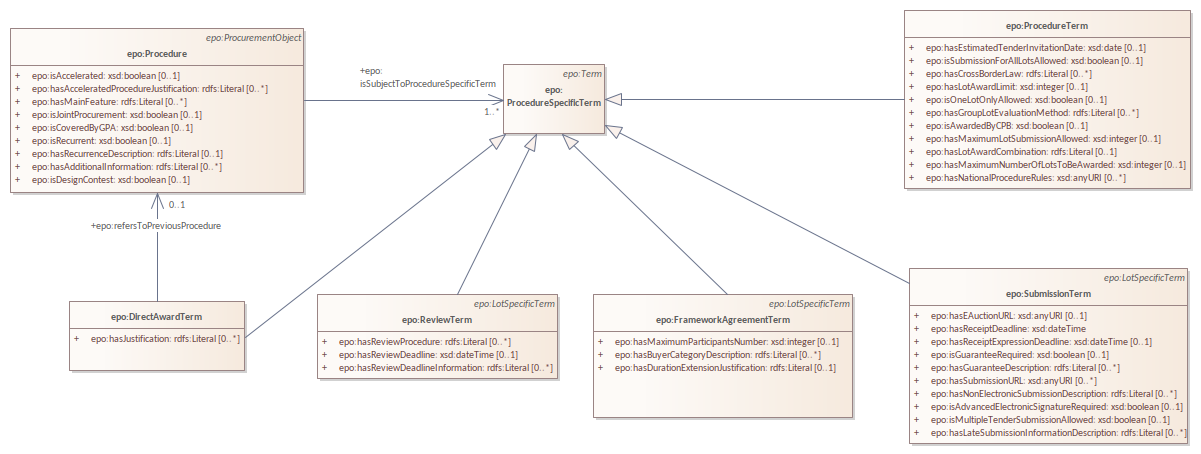 epo:ProcurementObject
epo:Procedure
+ epo:isAccelerated: xsd:boolean [0..1]
+ epo:hasAcceleratedProcedureJustification: rdfs:Literal [0..*]
+ epo:hasMainFeature: rdfs:Literal [0..*]
+ epo:isJointProcurement: xsd:boolean [0..1]
+ epo:isCoveredByGPA: xsd:boolean [0..1]
+ epo:isRecurrent: xsd:boolean [0..1]
+ epo:hasRecurrenceDescription: rdfs:Literal [0..1]
+ epo:hasAdditionalInformation: rdfs:Literal [0..*]
+ epo:isDesignContest: xsd:boolean [0..1]
+epo:
isSubjectToProcedureSpecificTerm
1..*
epo:Term
epo:
ProcedureSpecificTerm
epo:ProcedureTerm
+ epo:hasEstimatedTenderInvitationDate: xsd:date [0..1]
+ epo:isSubmissionForAllLotsAllowed: xsd:boolean [0..1]
+ epo:hasCrossBorderLaw: rdfs:Literal [0..*]
+ epo:hasLotAwardLimit: xsd:integer [0..1]
+ epo:isOneLotOnlyAllowed: xsd:boolean [0..1]
+ epo:hasGroupLotEvaluationMethod: rdfs:Literal [0..*]
+ epo:isAwardedByCPB: xsd:boolean [0..1]
+ epo:hasMaximumLotSubmissionAllowed: xsd:integer [0..1]
+ epo:hasLotAwardCombination: rdfs:Literal [0..1]
+ epo:hasMaximumNumberOfLotsToBeAwarded: xsd:integer [0..1]
+ epo:hasNationalProcedureRules: xsd:anyURI [0..*]
0..1
+epo:refersToPreviousProcedure
epo:DirectAwardTerm
+ epo:hasJustification: rdfs:Literal [0..*]
epo:LotSpecificTerm
epo:ReviewTerm
+ epo:hasReviewProcedure: rdfs:Literal [0..*]
+ epo:hasReviewDeadline: xsd:dateTime [0..1]
+ epo:hasReviewDeadlineInformation: rdfs:Literal [0..*]
epo:LotSpecificTerm
epo:FrameworkAgreementTerm
+ epo:hasMaximumParticipantsNumber: xsd:integer [0..1]
+ epo:hasBuyerCategoryDescription: rdfs:Literal [0..*]
+ epo:hasDurationExtensionJustification: rdfs:Literal [0..1]
epo:LotSpecificTerm
epo:SubmissionTerm
+ epo:hasEAuctionURL: xsd:anyURI [0..1]
+ epo:hasReceiptDeadline: xsd:dateTime
+ epo:hasReceiptExpressionDeadline: xsd:dateTime [0..1]
+ epo:isGuaranteeRequired: xsd:boolean [0..1]
+ epo:hasGuaranteeDescription: rdfs:Literal [0..*]
+ epo:hasSubmissionURL: xsd:anyURI [0..*]
+ epo:hasNonElectronicSubmissionDescription: rdfs:Literal [0..*]
+ epo:isAdvancedElectronicSignatureRequired: xsd:boolean [0..1]
+ epo:isMultipleTenderSubmissionAllowed: xsd:boolean [0..1]
+ epo:hasLateSubmissionInformationDescription: rdfs:Literal [0..*]